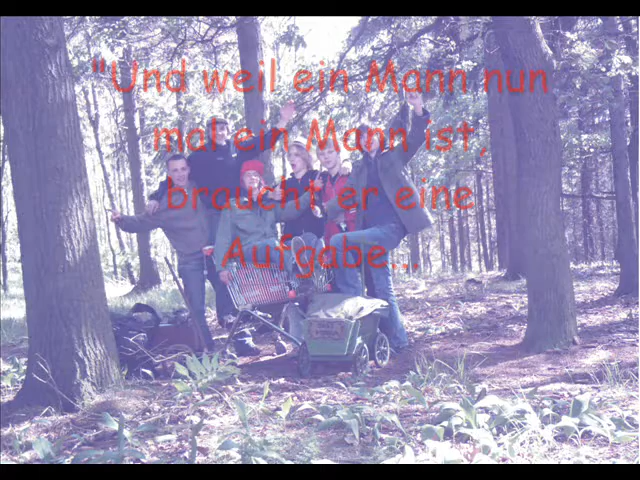 "Und weil ein Mann nun
mal ein Mann ist,
braucht er eine
Aufgabe...